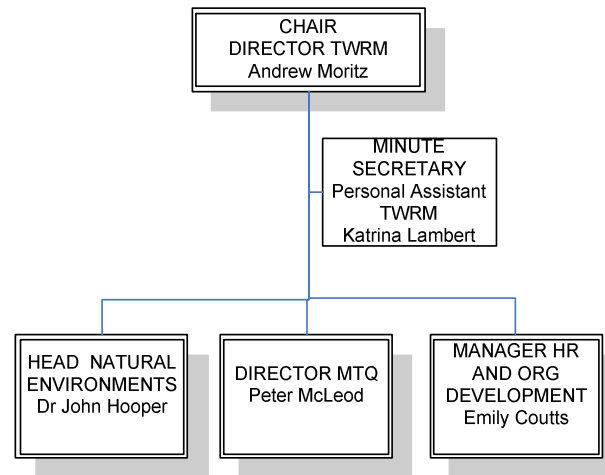 CHAIR
DIRECTOR TWRM
Andrew Moritz
MINUTE
SECRETARY
Personal Assistant
TWRM
Katrina Lambert
HEAD NATURAL
ENVIRONMENTS
Dr John Hooper
DIRECTOR MTQ
Peter McLeod
MANAGER HR
AND ORG
DEVELOPMENT
Emily Coutts